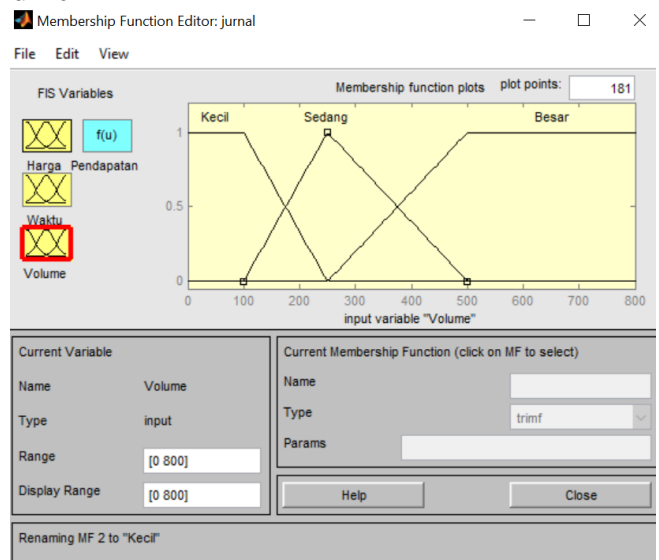 Membership Function Editor: jurnal
File Edit View
FIS Variables
f(u)
Harga Pendapatan
Waktu
Volume
Membership function plots plot points: 181
Kecil Sedang Besar
1
0.5
0
0 100 200 300 400 500 600 700 800
input variable "Volume"
Current Variable
Name Volume
Type input
Range [0 800]
Display Range [0 800]
Current Membership Function (click on MF to select)
Name
Type trimf
Params
Help Close
Renaming MF 2 to "Kecil"